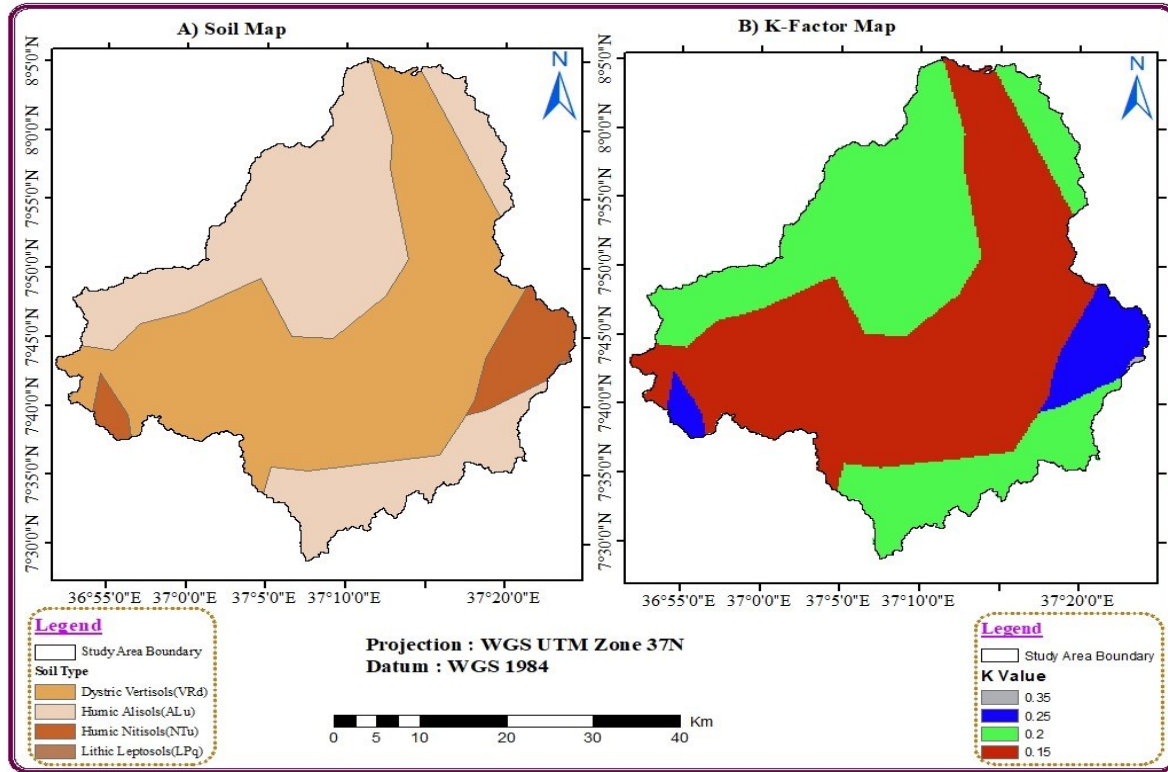 A) Soil Map
B) K-Factor Map
N
N
8°5'0"N
8°0'0"N
7°55'0"N
7°50'0"N
7°45'0"N
7°40'0"N
7°35'0"N
7°30'0"N
8°5'0"N
8°0'0"N
7°55'0"N
7°50'0"N
7°45'0"N
7°40'0"N
7°35'0"N
7°30'0"N
36°55'0"E 37°0'0"E 37°5'0"E 37°10'0"E 37°20'0"E
36°55'0"E 37°0'0"E 37°5'0"E 37°10'0"E 37°20'0"E
Legend
Study Area Boundary
Soil Type
Dystric Vertisols(VRd)
Humic Alisols(ALu)
Humic Nitisols(NTu)
Lithic Leptosols(LPq)
Projection : WGS UTM Zone 37N
Datum : WGS 1984
Km
0 5 10 20 30 40
Legend
Study Area Boundary
K Value
0.35
0.25
0.2
0.15